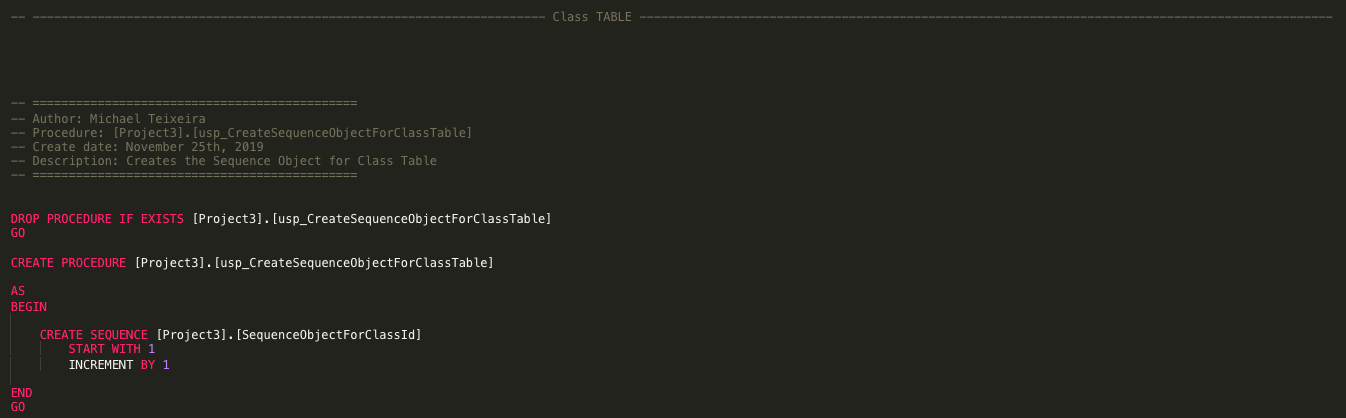 -- ----------------------------------------------------------------------- Class TABLE ------------------------------------------------------------------------------------------------
-- =============================================
-- Author: Michael Teixeira
-- Procedure: [Project3].[usp_CreateSequenceObjectForClassTable]
-- Create date: November 25th, 2019
-- Description: Creates the Sequence Object for Class Table
-- =============================================
DROP PROCEDURE IF EXISTS [Project3].[usp_CreateSequenceObjectForClassTable]
GO
CREATE PROCEDURE [Project3].[usp_CreateSequenceObjectForClassTable]
AS
BEGIN
    CREATE SEQUENCE [Project3].[SequenceObjectForClassId]
        START WITH 1
        INCREMENT BY 1
END
GO